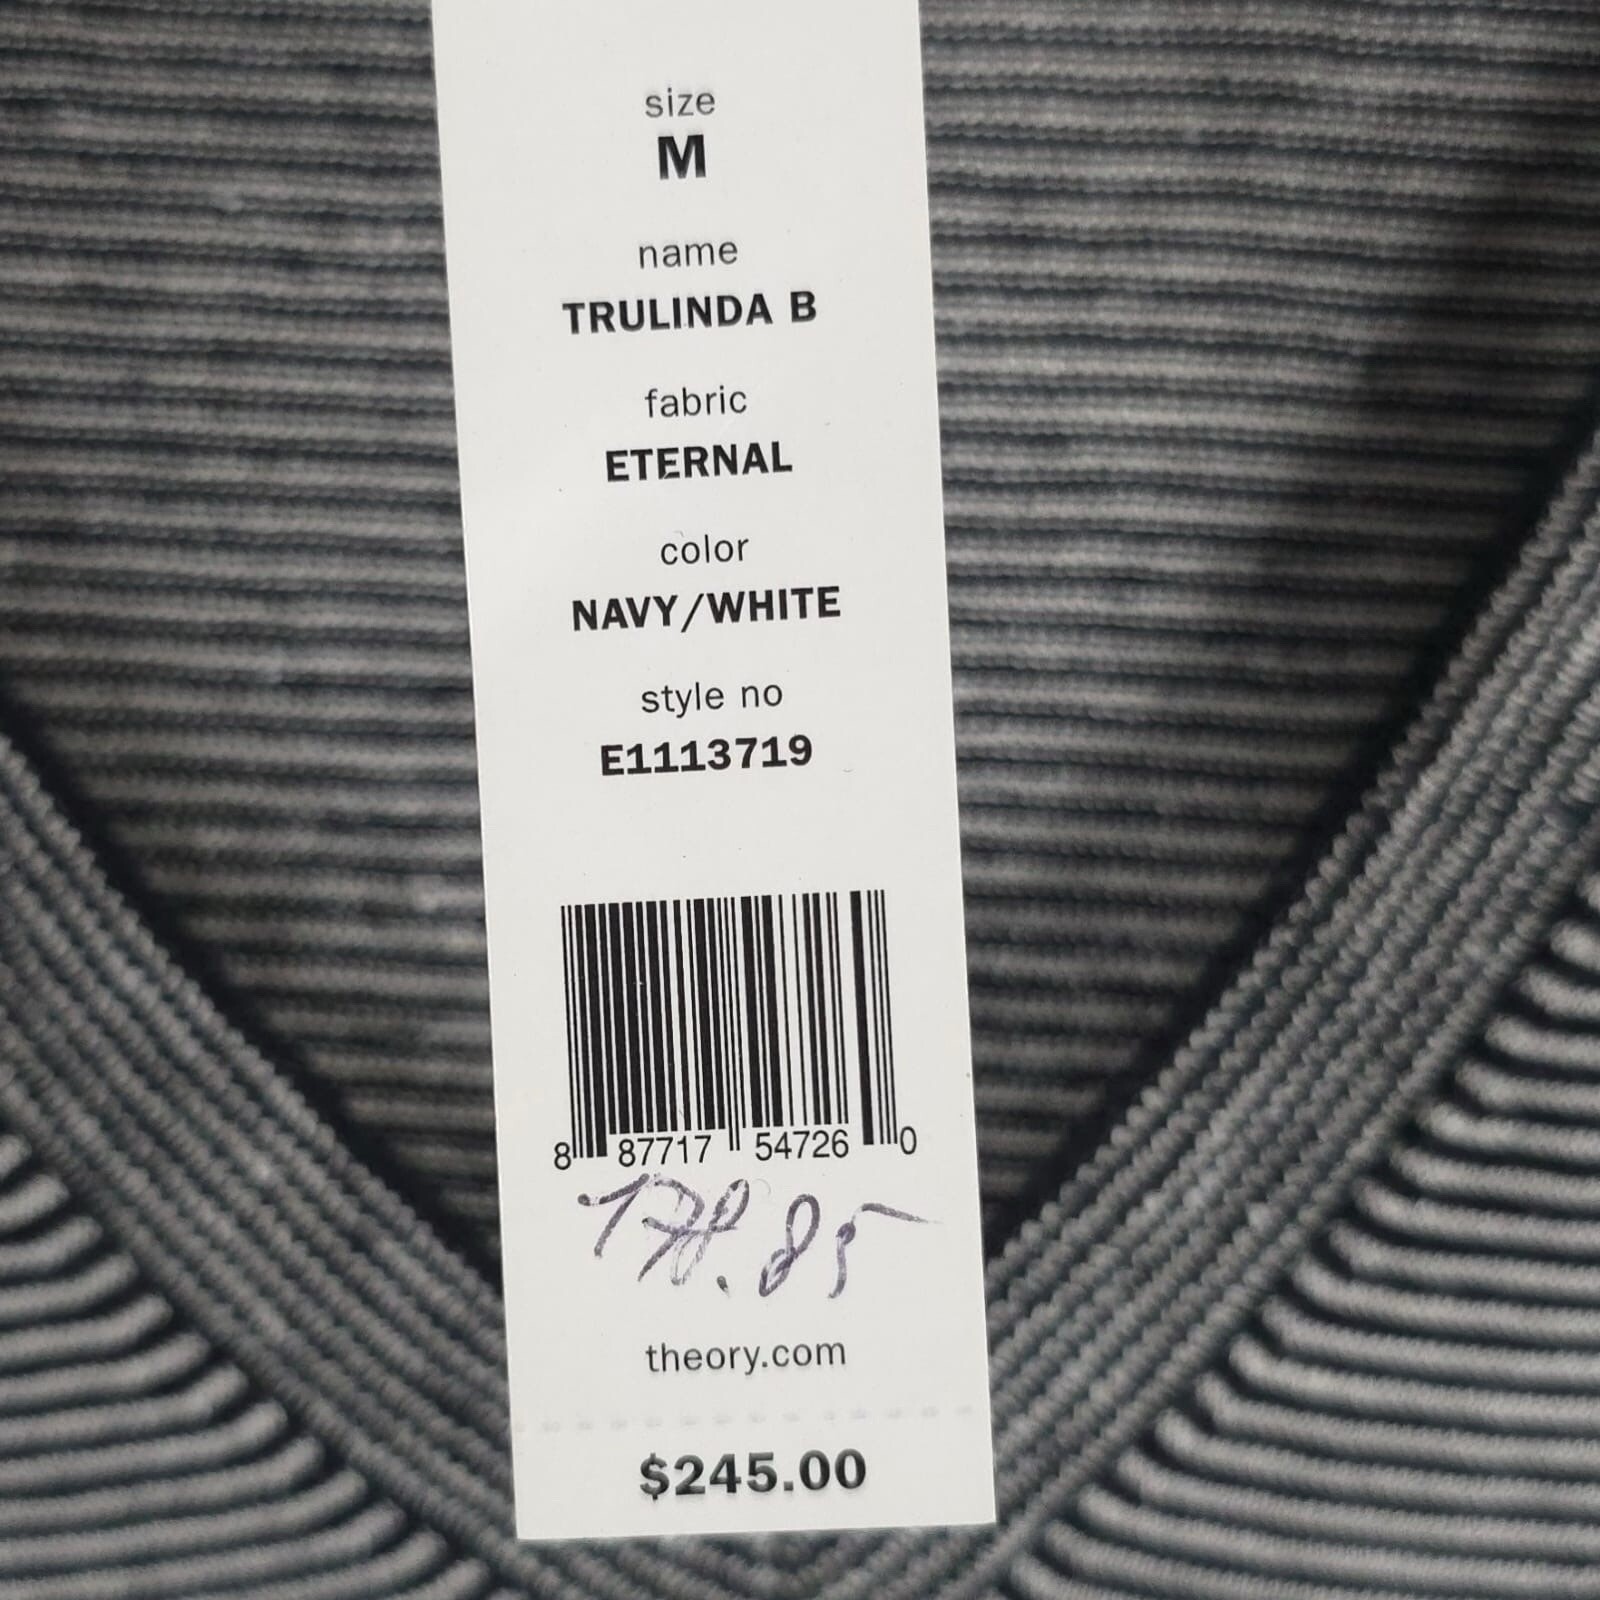 size
M
name
TRULINDA B
fabric
ETERNAL
color
NAVY/WHITE
style no
E1113719
8 87717 54726 0
theory.com
$245.00